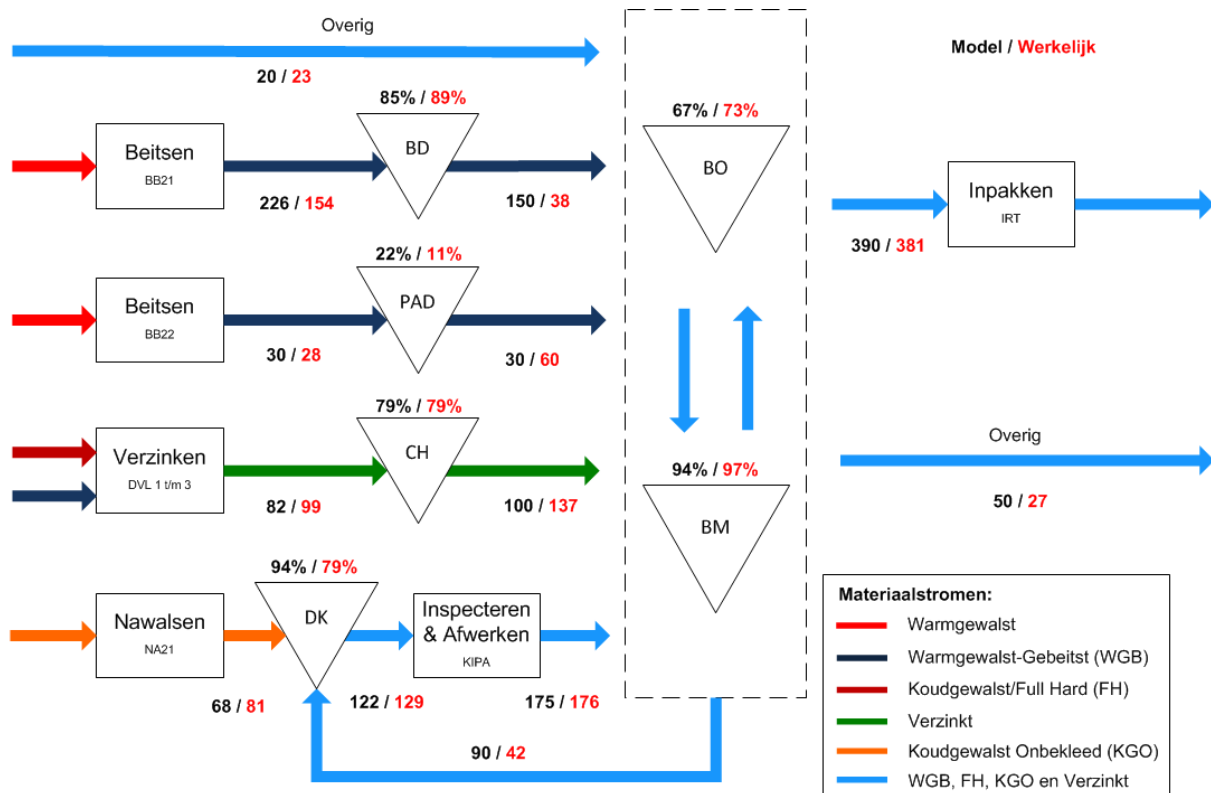 Overig
20 / 23
Model / Werkelijk
85% / 89%
67% / 73%
Beitsen
BB21
BD
BO
226 / 154
150 / 38
Inpakken
IRT
390 / 381
22% / 11%
Beitsen
BB22
PAD
30 / 28
30 / 60
79% / 79%
Verzinken
DVL 1 t/m 3
CH
82 / 99
100 / 137
94% / 97%
BM
Overig
50 / 27
94% / 79%
Nawalsen
NA21
DK
Inspecteren
& Afwerken
KIPA
68 / 81
122 / 129
175 / 176
90 / 42
Materiaalstromen:
Warmgewalst
Warmgewalst-Gebeitst (WGB)
Koudgewalst/Full Hard (FH)
Verzinkt
Koudgewalst Onbekleed (KGO)
WGB, FH, KGO en Verzinkt